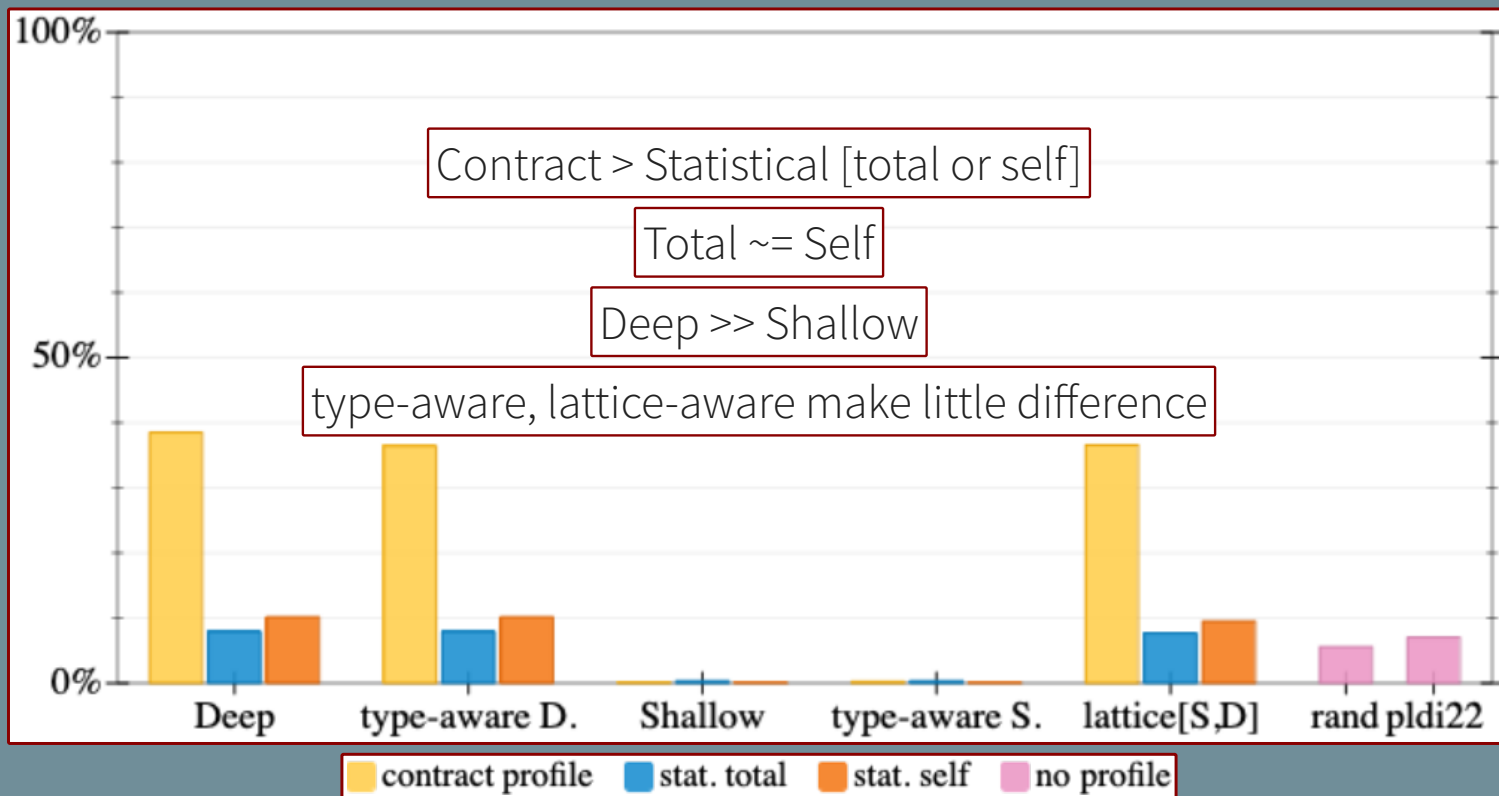 100%
Contract > Statistical [total or self]
Total ~= Self
Deep >> Shallow
50%
type-aware, lattice-aware make little difference
0%
Deep type-aware D. Shallow type-aware S. lattice[S,D] rand pldi22
contract profile stat. total stat. self no profile